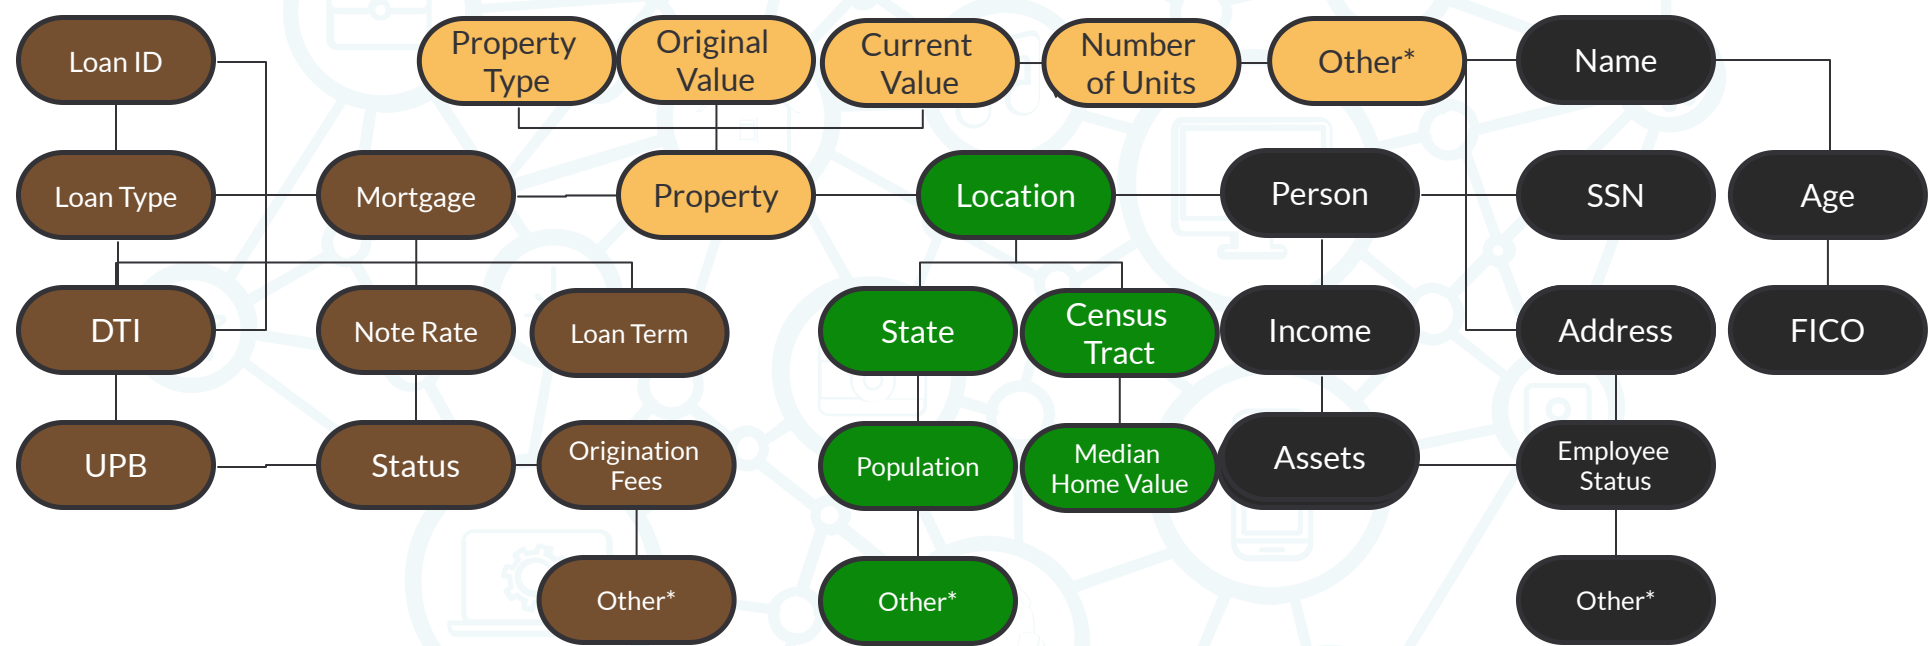 Loan ID
Property
Type
Original
Value
Current
Value
Number
of Units
Other*
Name
Loan Type
Mortgage
Property
Location
Person
SSN
Age
DTI
Note Rate
Loan Term
State
Census
Tract
Income
Address
FICO
UPB
Status
Origination
Fees
Population
Median
Home Value
Assets
Employee
Status
Other*
Other*
Other*